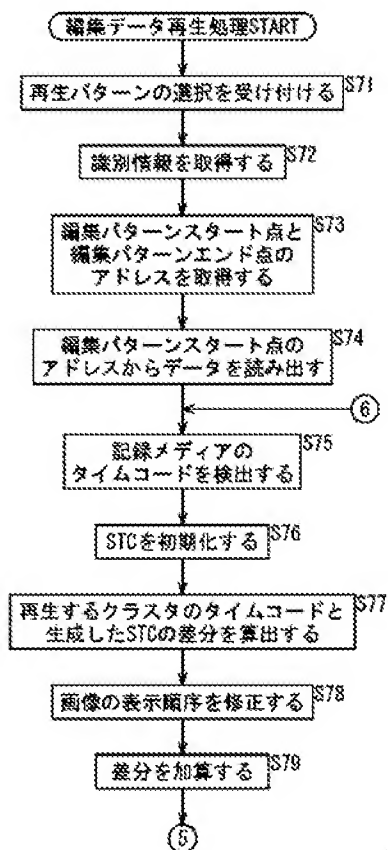 編集データ再生処理START
再生パターンの選択を受け付ける
S71
識別情報を取得する
S72
編集パターンスタート点と
編集パターンエンド点の
アドレスを取得する
S73
編集パターンスタート点の
アドレスからデータを読み出す
S74
6
記録メディアの
タイムコードを検出する
S75
STCを初期化する
S76
再生するクラスタのタイムコードと
生成したSTCの差分を算出する
S77
画像の表示順序を修正する
S78
差分を加算する
S79
5